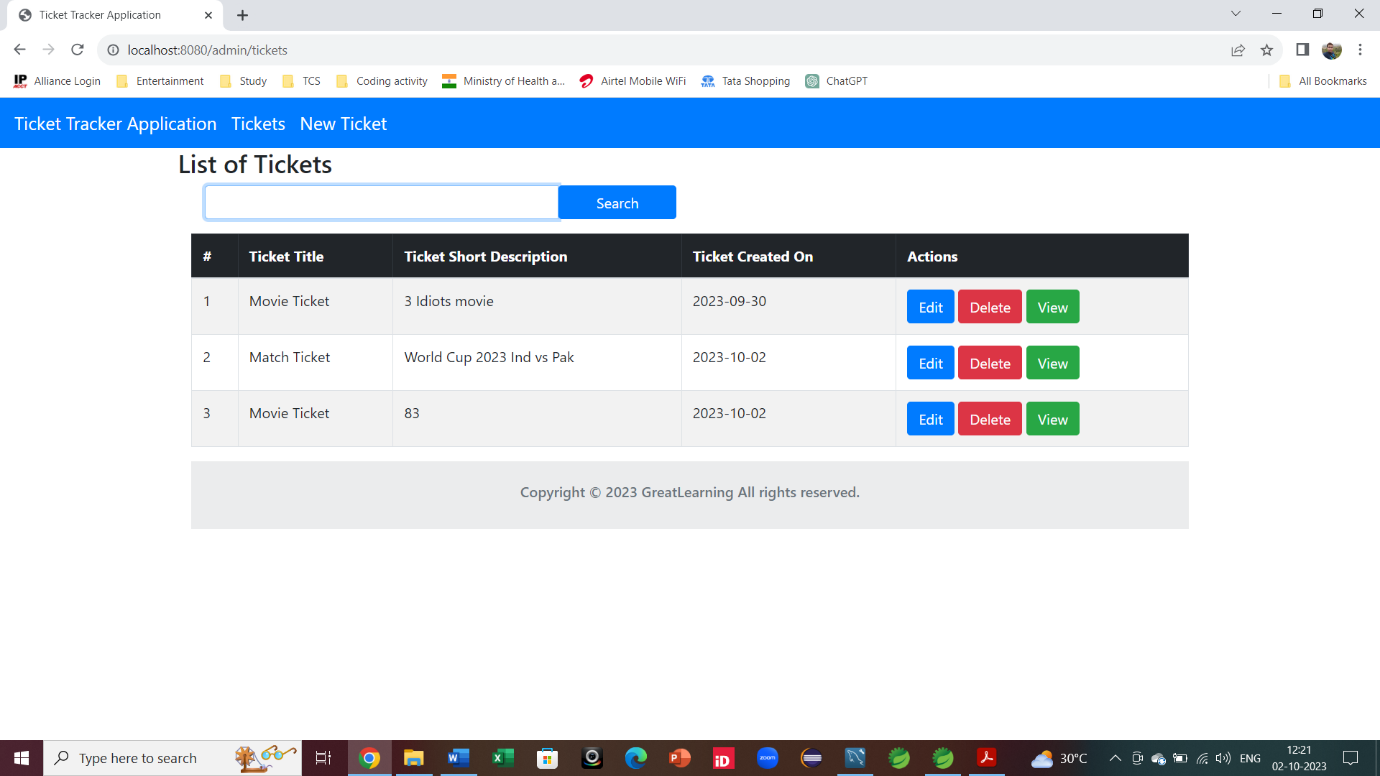 Ticket Tracker Application
localhost:8080/admin/tickets
Alliance Login Entertainment Study TCS Coding activity Ministry of Health a... Airtel Mobile WiFi Tata Shopping ChatGPT All Bookmarks
Ticket Tracker Application Tickets New Ticket
List of Tickets
Search
# Ticket Title Ticket Short Description Ticket Created On Actions
1 Movie Ticket 3 Idiots movie 2023-09-30 Edit Delete View
2 Match Ticket World Cup 2023 Ind vs Pak 2023-10-02 Edit Delete View
3 Movie Ticket 83 2023-10-02 Edit Delete View
Copyright © 2023 GreatLearning All rights reserved.
Type here to search 30°C ENG 12:21
02-10-2023